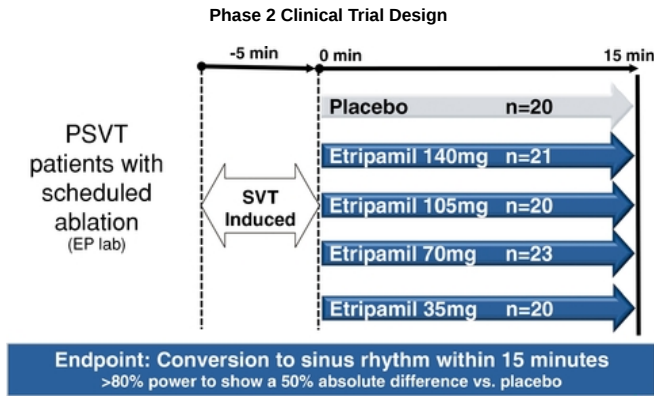 Phase 2 Clinical Trial Design
-5 min
0 min
15 min
PSVT
patients with
scheduled
ablation
(EP lab)
SVT
Induced
Placebo n=20
Etripamil 140mg n=21
Etripamil 105mg n=20
Etripamil 70mg n=23
Etripamil 35mg n=20
Endpoint: Conversion to sinus rhythm within 15 minutes
>80% power to show a 50% absolute difference vs. placebo